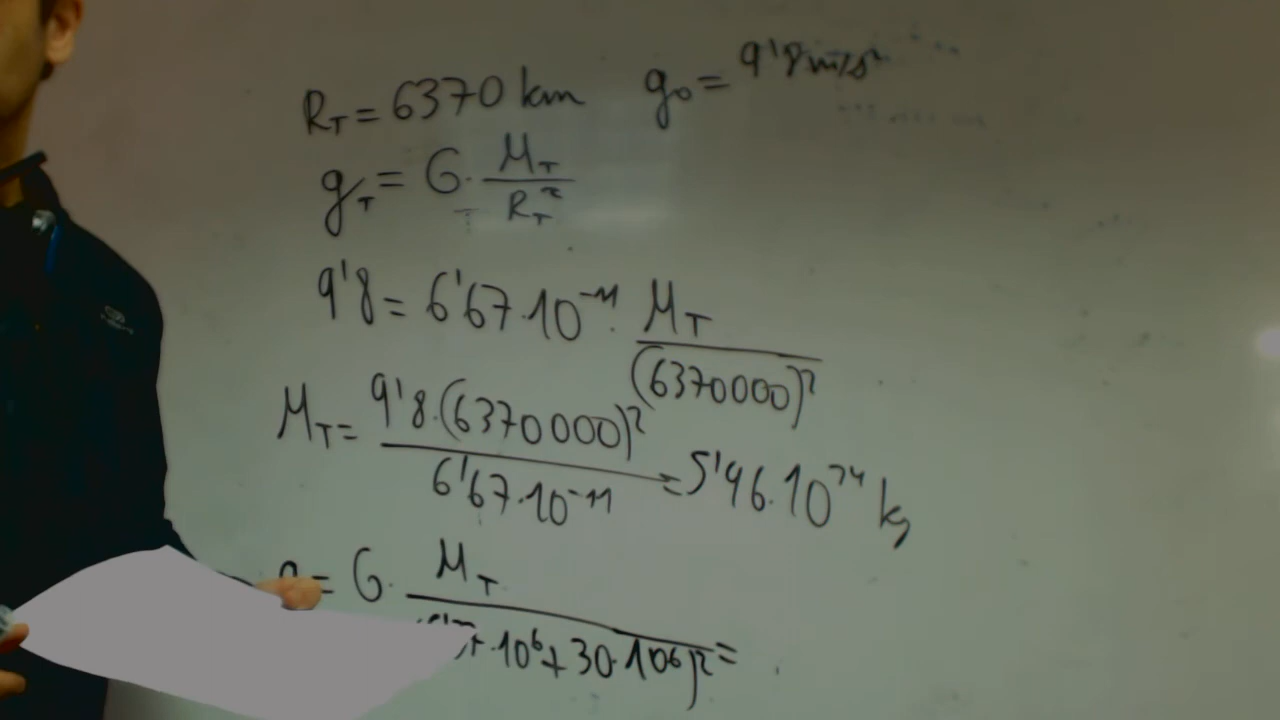 R_T = 6370 km g_0 = 9'8 m/s²
g_T = G · M_T / R_T²
9'8 = 6'67 · 10⁻¹¹ · M_T / (6370000)²
M_T = 9'8 · (6370000)² / 6'67 · 10⁻¹¹ = 5'96 · 10²⁴ kg
= G · M_T / · 10⁶ + 30 · 10⁶)² =